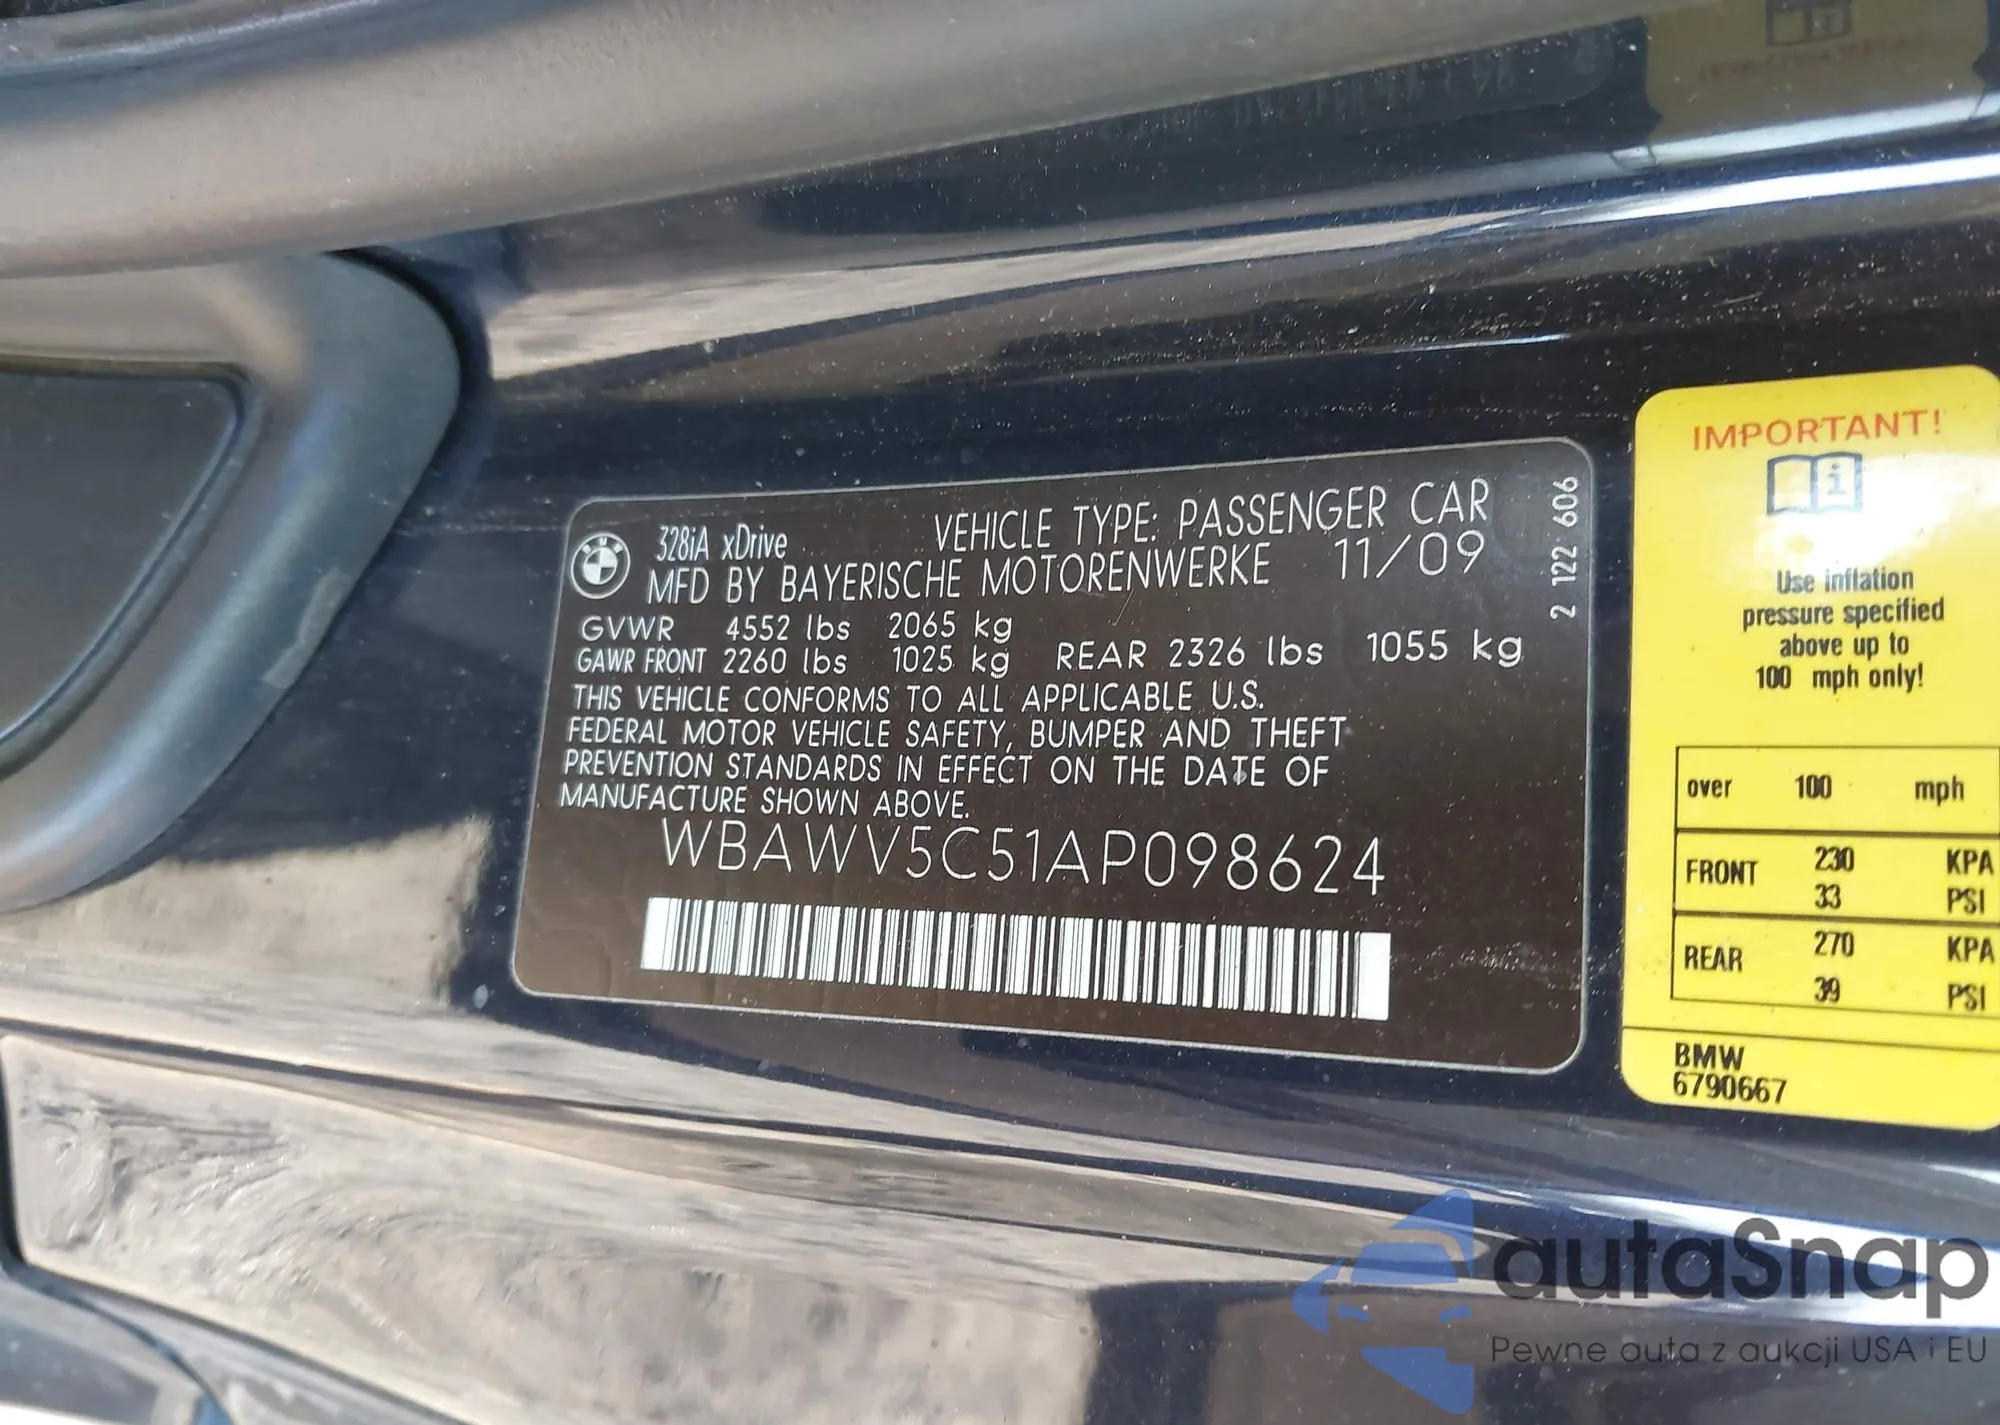 328iA xDrive VEHICLE TYPE: PASSENGER CAR
MFD BY BAYERISCHE MOTORENWERKE 11/09
GVWR 4552 lbs 2065 kg
GAWR FRONT 2260 lbs 1025 kg REAR 2326 lbs 1055 kg
THIS VEHICLE CONFORMS TO ALL APPLICABLE U.S.
FEDERAL MOTOR VEHICLE SAFETY, BUMPER AND THEFT
PREVENTION STANDARDS IN EFFECT ON THE DATE OF
MANUFACTURE SHOWN ABOVE.
WBAWV5C51AP098624
2 122 606
IMPORTANT!
i
Use inflation
pressure specified
above up to
100 mph only!
over 100 mph
FRONT 230 KPA
33 PSI
REAR 270 KPA
39 PSI
BMW
6790667
autaSnap
Pewne auta z aukcji USA i EU